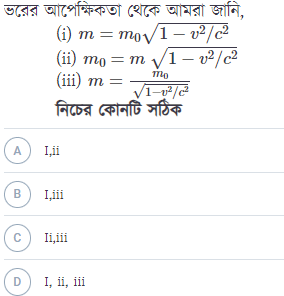 ভরের আপেক্ষিকতা থেকে আমরা জানি,
(i) m = m₀√1 − v²/c²
(ii) m₀ = m √1 − v²/c²
(iii) m = m₀/√1−v²/c²
নিচের কোনটি সঠিক
A I,ii
B I,iii
C Ii,iii
D I, ii, iii